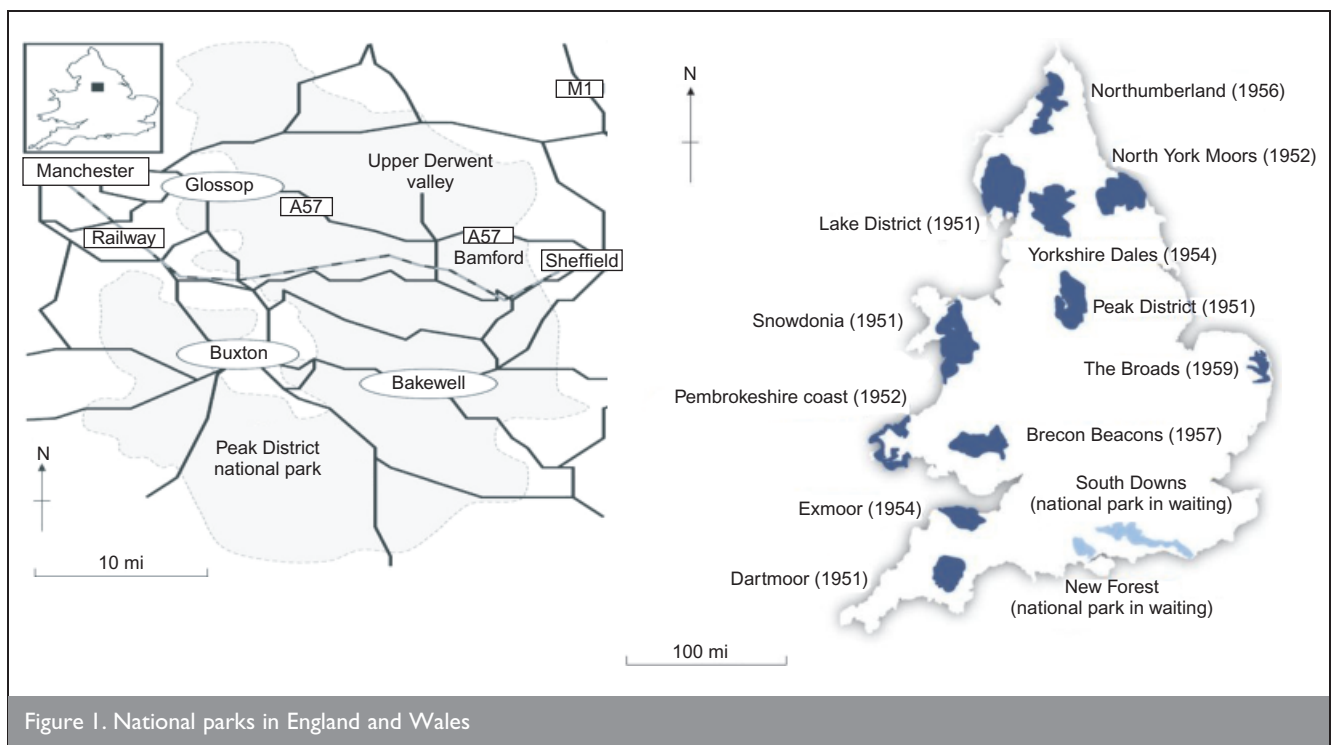 M1
Manchester
Glossop
Upper Derwent
valley
A57
A57
Railway
Bamford
Sheffield
Buxton
Bakewell
Peak District
national park
N
10 mi
N
Northumberland (1956)
North York Moors (1952)
Lake District (1951)
Yorkshire Dales (1954)
Snowdonia (1951)
Peak District (1951)
The Broads (1959)
Pembrokeshire coast (1952)
Brecon Beacons (1957)
South Downs
(national park in waiting)
Exmoor (1954)
Dartmoor (1951)
New Forest
(national park in waiting)
100 mi
Figure 1. National parks in England and Wales